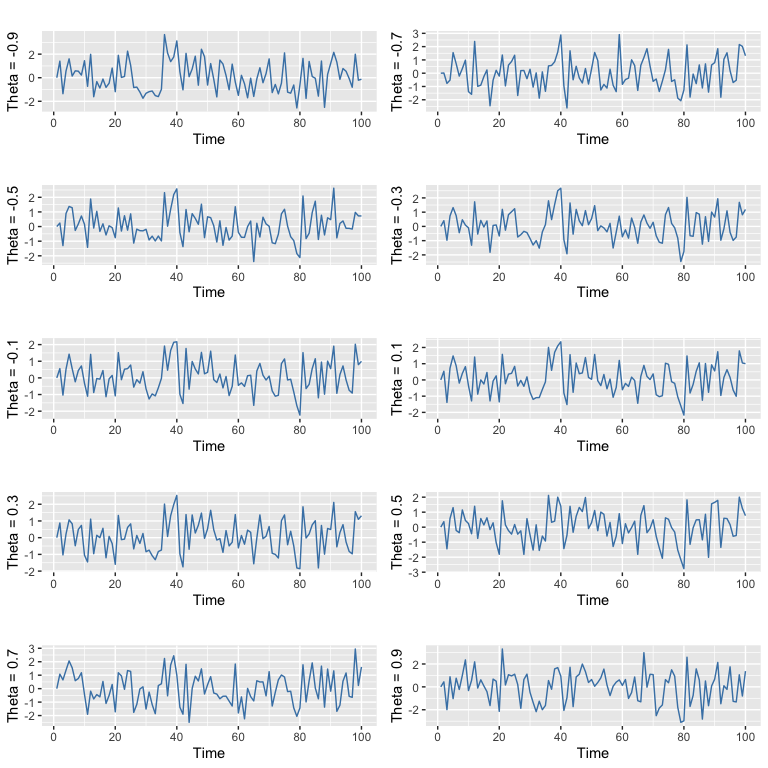 Theta = -0.9
2
0
-2
0 20 40 60 80 100
Time
Theta = -0.7
3
2
1
0
-1
-2
0 20 40 60 80 100
Time
Theta = -0.5
2
1
0
-1
-2
0 20 40 60 80 100
Time
Theta = -0.3
2
1
0
-1
-2
0 20 40 60 80 100
Time
Theta = -0.1
2
1
0
-1
-2
0 20 40 60 80 100
Time
Theta = 0.1
2
1
0
-1
-2
0 20 40 60 80 100
Time
Theta = 0.3
2
1
0
-1
-2
0 20 40 60 80 100
Time
Theta = 0.5
2
1
0
-1
-2
-3
0 20 40 60 80 100
Time
Theta = 0.7
3
2
1
0
-1
-2
0 20 40 60 80 100
Time
Theta = 0.9
2
0
-2
0 20 40 60 80 100
Time